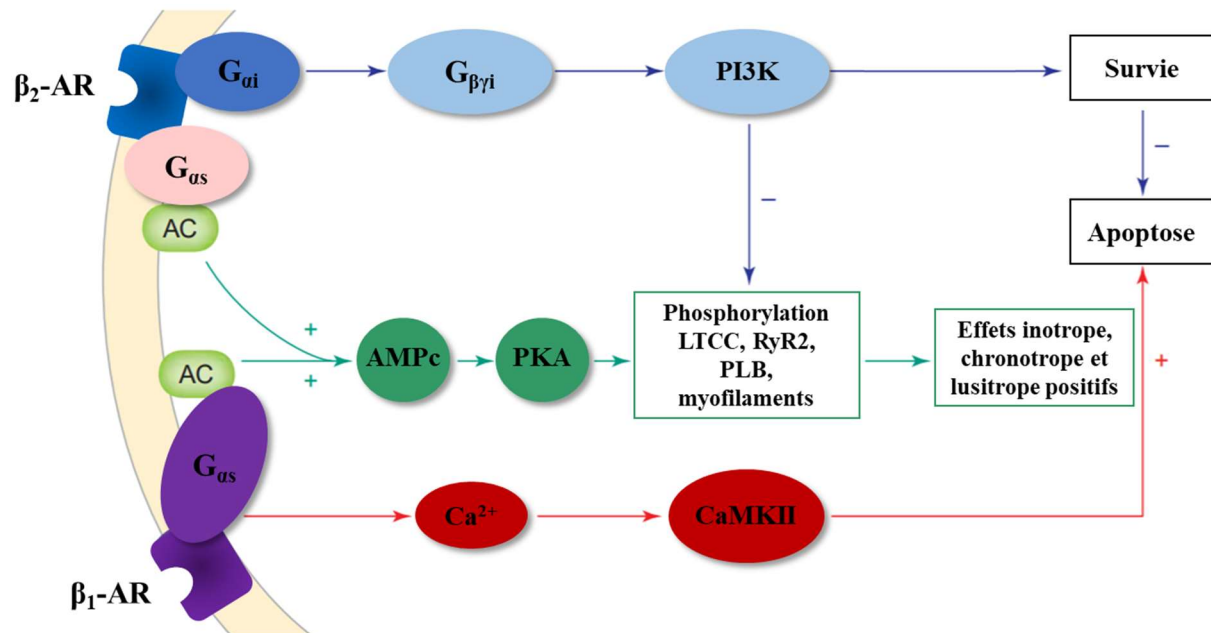 β₂-AR
Gαi
Gβγi
PI3K
Survie
Gαs
–
–
AC
Apoptose
+
AMPc
PKA
Phosphorylation
LTCC, RyR2,
PLB,
myofilaments
Effets inotrope,
chronotrope et
lusitrope positifs
+
AC
+
Gαs
Ca²⁺
CaMKII
β₁-AR